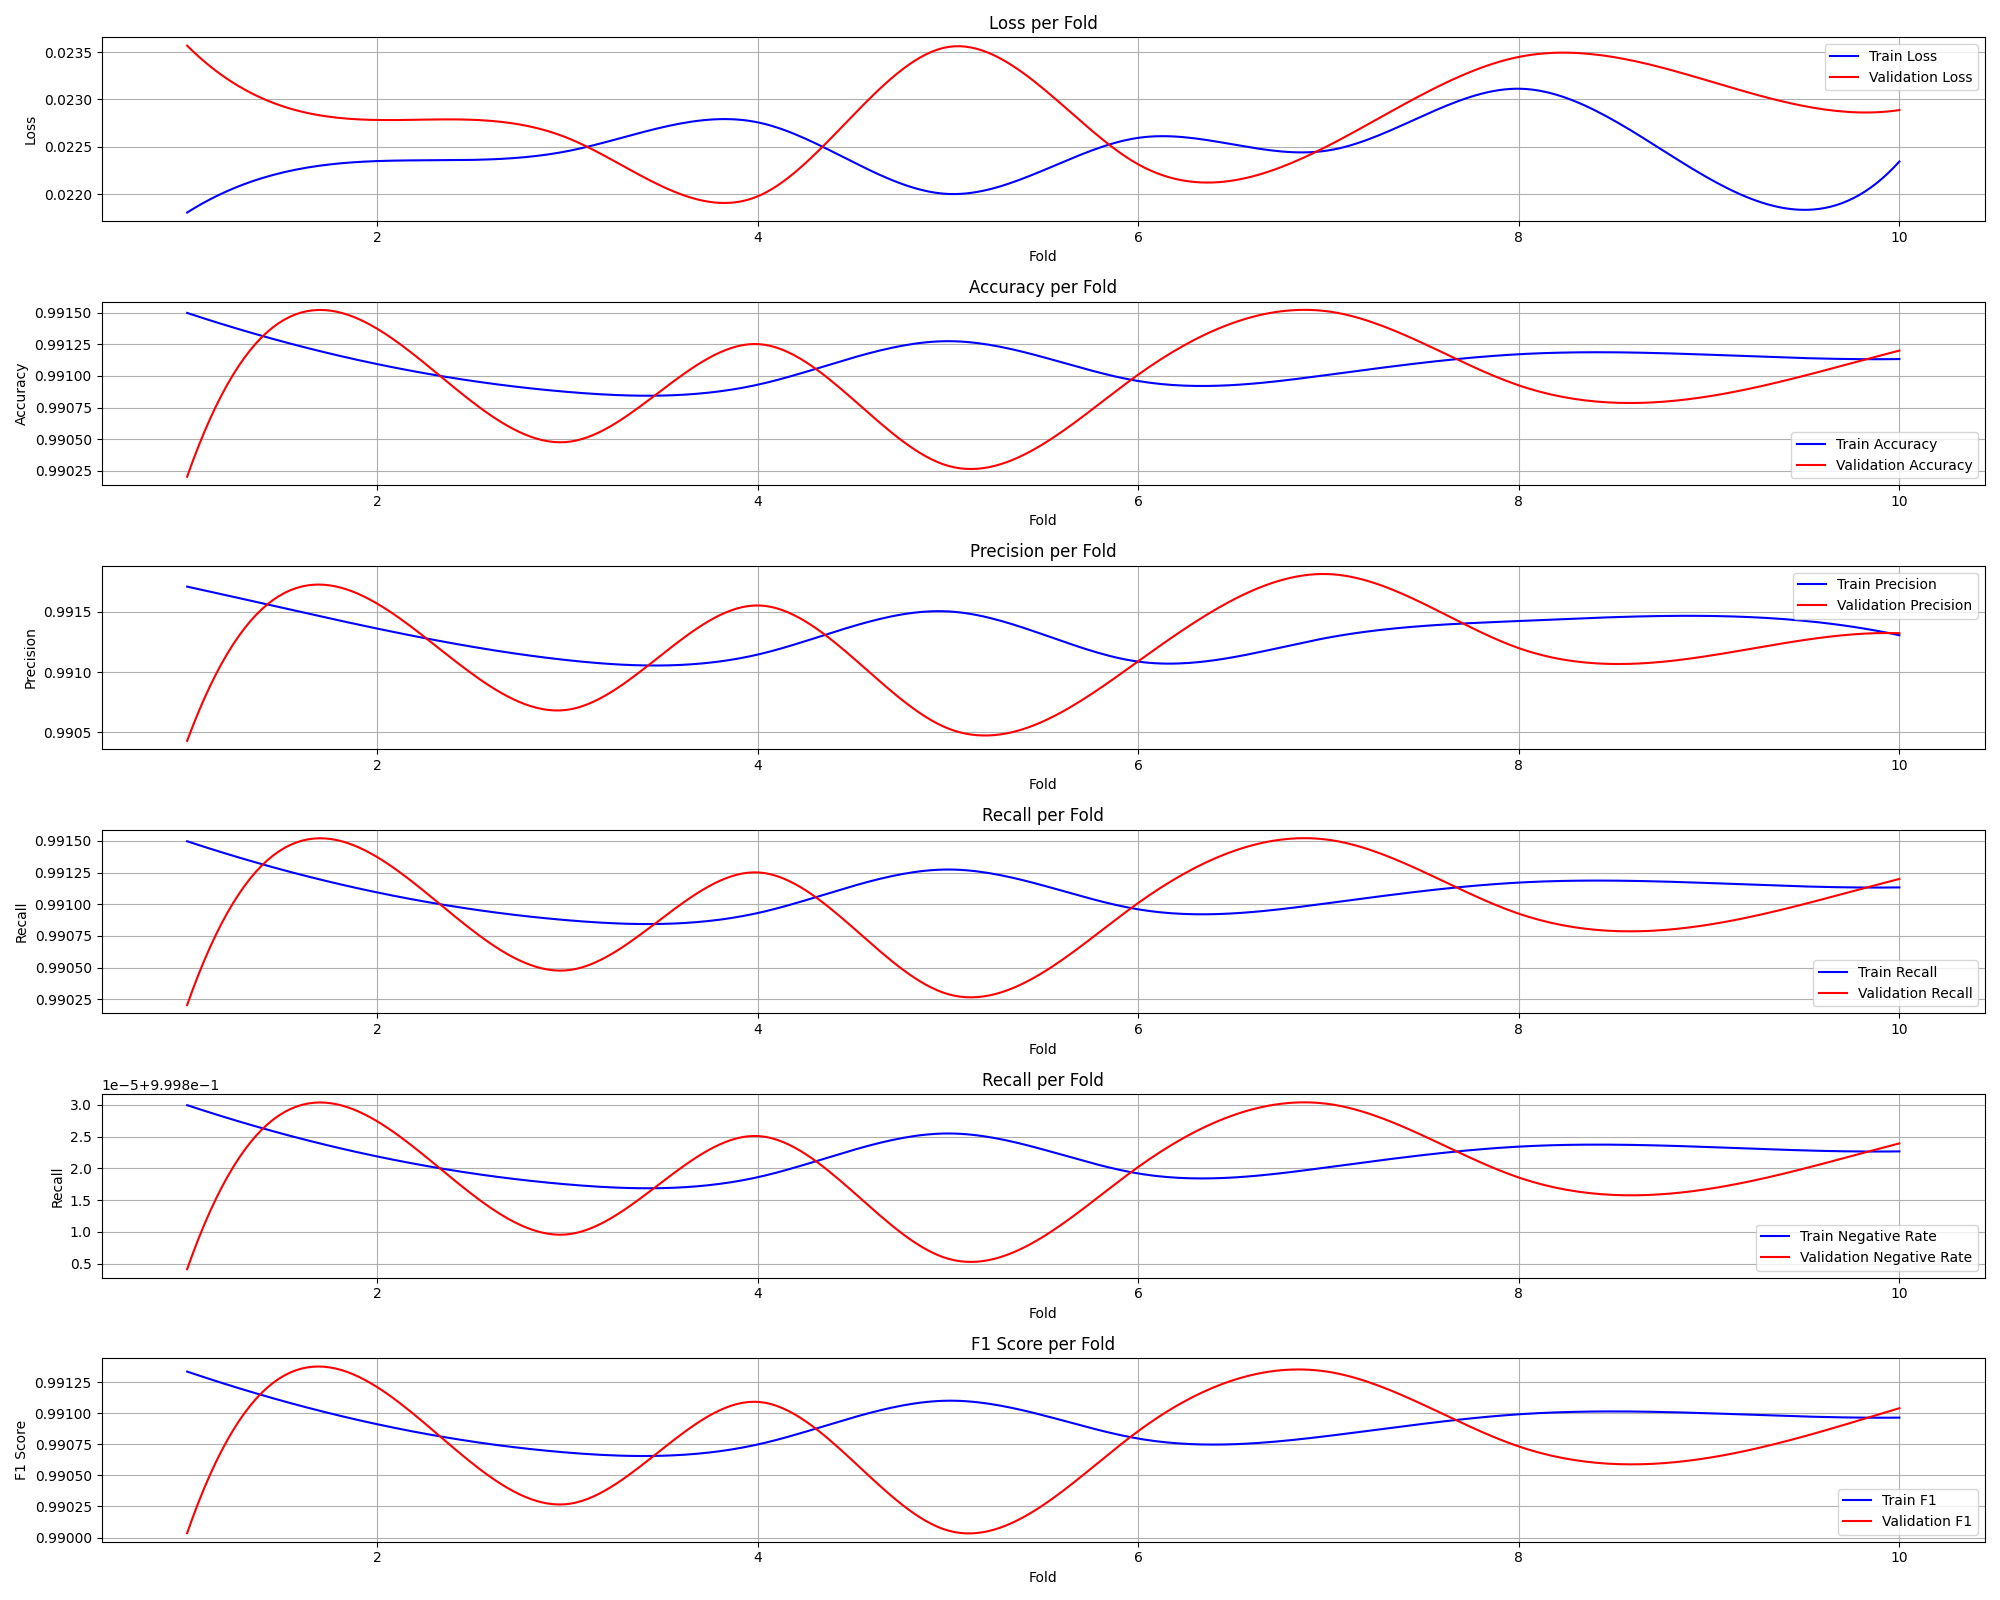 Loss per Fold
0.0235
0.0230
0.0225
0.0220
Loss
Train Loss
Validation Loss
2 4 6 8 10
Fold
Accuracy per Fold
0.99150
0.99125
0.99100
0.99075
0.99050
0.99025
Accuracy
Train Accuracy
Validation Accuracy
2 4 6 8 10
Fold
Precision per Fold
0.9915
0.9910
0.9905
Precision
Train Precision
Validation Precision
2 4 6 8 10
Fold
Recall per Fold
0.99150
0.99125
0.99100
0.99075
0.99050
0.99025
Recall
Train Recall
Validation Recall
2 4 6 8 10
Fold
Recall per Fold
1e−5+9.998e−1
3.0
2.5
2.0
1.5
1.0
0.5
Recall
Train Negative Rate
Validation Negative Rate
2 4 6 8 10
Fold
F1 Score per Fold
0.99125
0.99100
0.99075
0.99050
0.99025
0.99000
F1 Score
Train F1
Validation F1
2 4 6 8 10
Fold